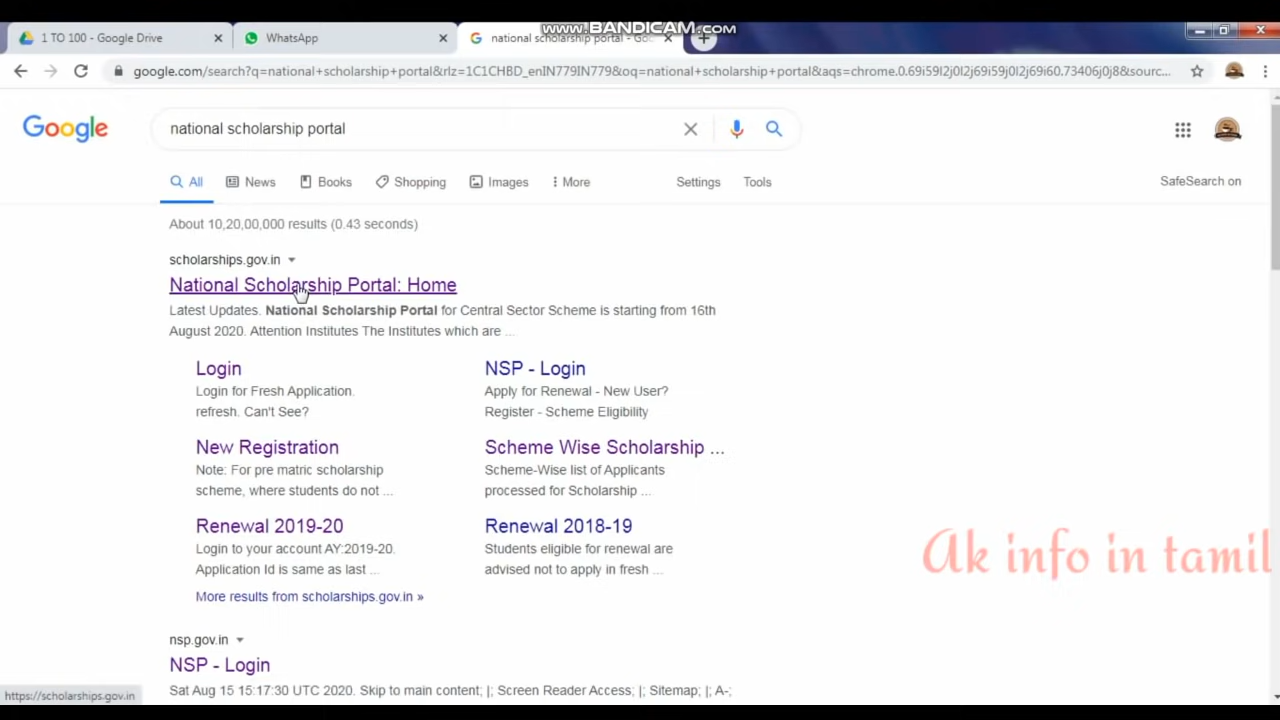 www.BANDICAM.com
1 TO 100 - Google Drive
WhatsApp
national scholarship portal - Goo
google.com/search?q=national+scholarship+portal&rlz=1C1CHBD_enIN779IN779&oq=national+scholarship+portal&aqs=chrome.0.69i59l2j0l2j69i59j0l2j69i60.73406j0j8&sourc...
Google
national scholarship portal
All News Books Shopping Images More Settings Tools
SafeSearch on
About 10,20,00,000 results (0.43 seconds)
scholarships.gov.in
National Scholarship Portal: Home
Latest Updates. National Scholarship Portal for Central Sector Scheme is starting from 16th
August 2020. Attention Institutes The Institutes which are ...
Login
Login for Fresh Application.
refresh. Can't See?
NSP - Login
Apply for Renewal - New User?
Register - Scheme Eligibility
New Registration
Note: For pre matric scholarship
scheme, where students do not ...
Scheme Wise Scholarship ...
Scheme-Wise list of Applicants
processed for Scholarship ...
Renewal 2019-20
Login to your account AY:2019-20.
Application Id is same as last ...
Renewal 2018-19
Students eligible for renewal are
advised not to apply in fresh ...
Ak info in tamil
More results from scholarships.gov.in »
nsp.gov.in
NSP - Login
Sat Aug 15 15:17:30 UTC 2020. Skip to main content; |; Screen Reader Access; |; Sitemap; |; A-;
https://scholarships.gov.in